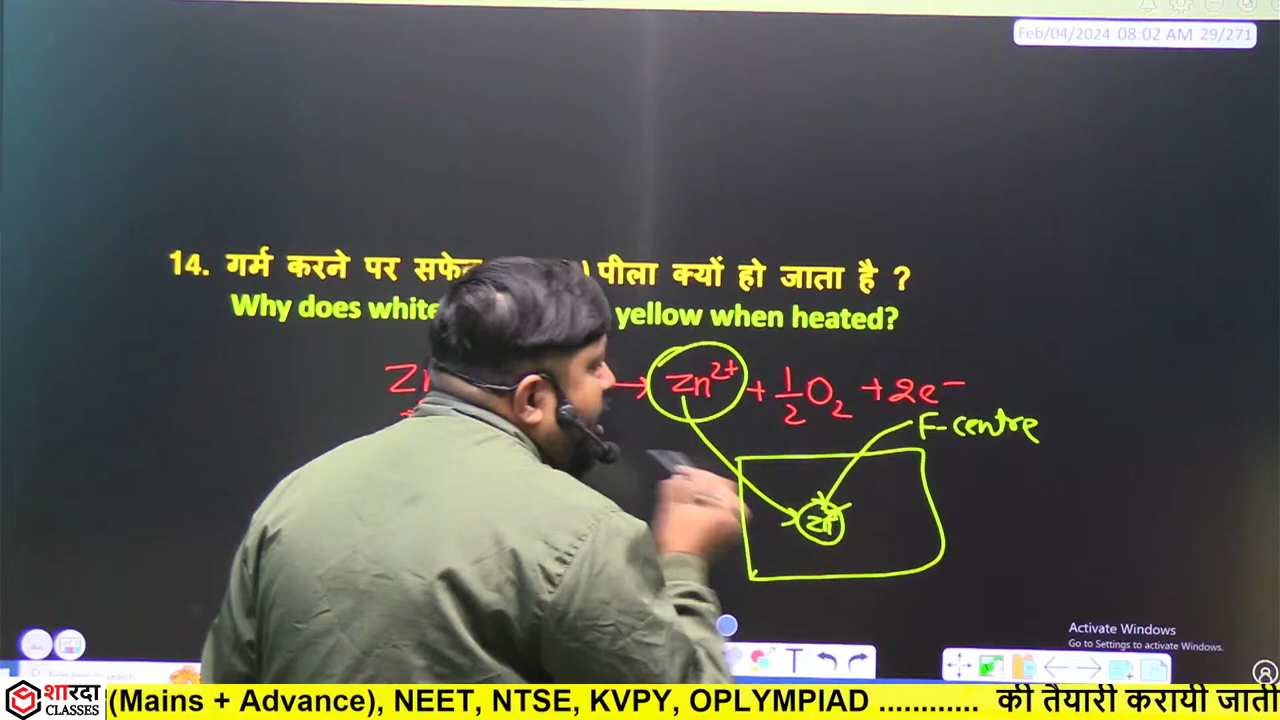 Feb/04/2024 08:02 AM 29/271
14. गर्म करने पर सफेद ) पीला क्यों हो जाता है ?
Why does white yellow when heated?
Zn → Zn²⁺ + 1/2 O₂ + 2e⁻
F-centre
Zn
Activate Windows
Go to Settings to activate Windows.
शारदा
CLASSES
(Mains + Advance), NEET, NTSE, KVPY, OPLYMPIAD ............ की तैयारी करायी जाती